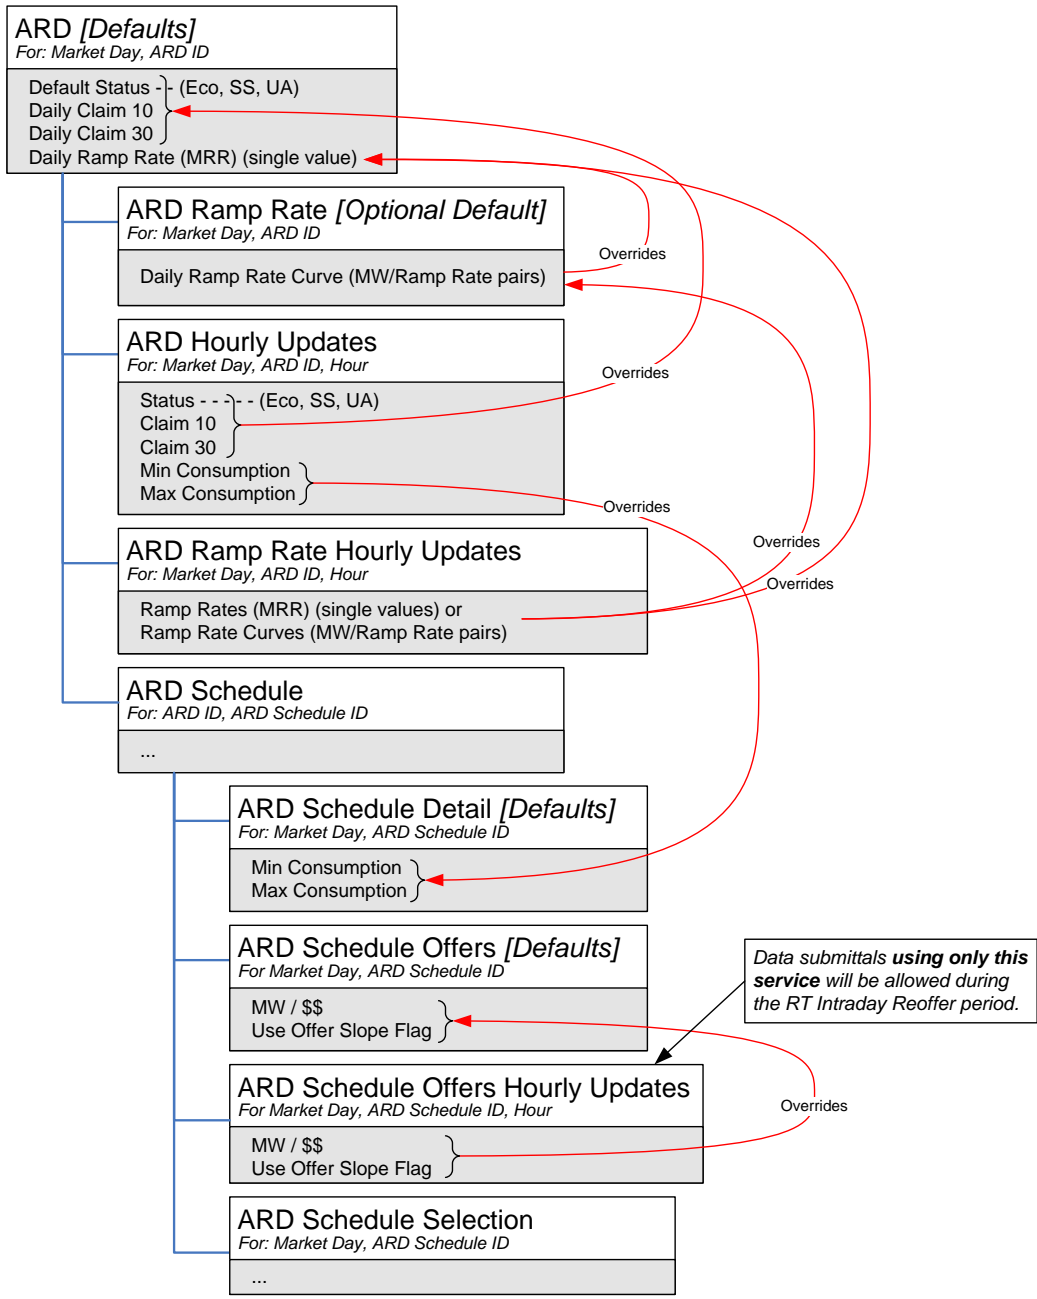 ARD [Defaults]
For: Market Day, ARD ID
Default Status - - (Eco, SS, UA)
Daily Claim 10
Daily Claim 30
Daily Ramp Rate (MRR) (single value)
ARD Ramp Rate [Optional Default]
For: Market Day, ARD ID
Daily Ramp Rate Curve (MW/Ramp Rate pairs)
Overrides
ARD Hourly Updates
For: Market Day, ARD ID, Hour
Status - - - - - (Eco, SS, UA)
Claim 10
Claim 30
Min Consumption
Max Consumption
Overrides
Overrides
ARD Ramp Rate Hourly Updates
For: Market Day, ARD ID, Hour
Ramp Rates (MRR) (single values) or
Ramp Rate Curves (MW/Ramp Rate pairs)
Overrides
Overrides
ARD Schedule
For: ARD ID, ARD Schedule ID
...
ARD Schedule Detail [Defaults]
For: Market Day, ARD Schedule ID
Min Consumption
Max Consumption
ARD Schedule Offers [Defaults]
For Market Day, ARD Schedule ID
MW / $$
Use Offer Slope Flag
Data submittals using only this
service will be allowed during
the RT Intraday Reoffer period.
ARD Schedule Offers Hourly Updates
For Market Day, ARD Schedule ID, Hour
MW / $$
Use Offer Slope Flag
Overrides
ARD Schedule Selection
For: Market Day, ARD Schedule ID
...